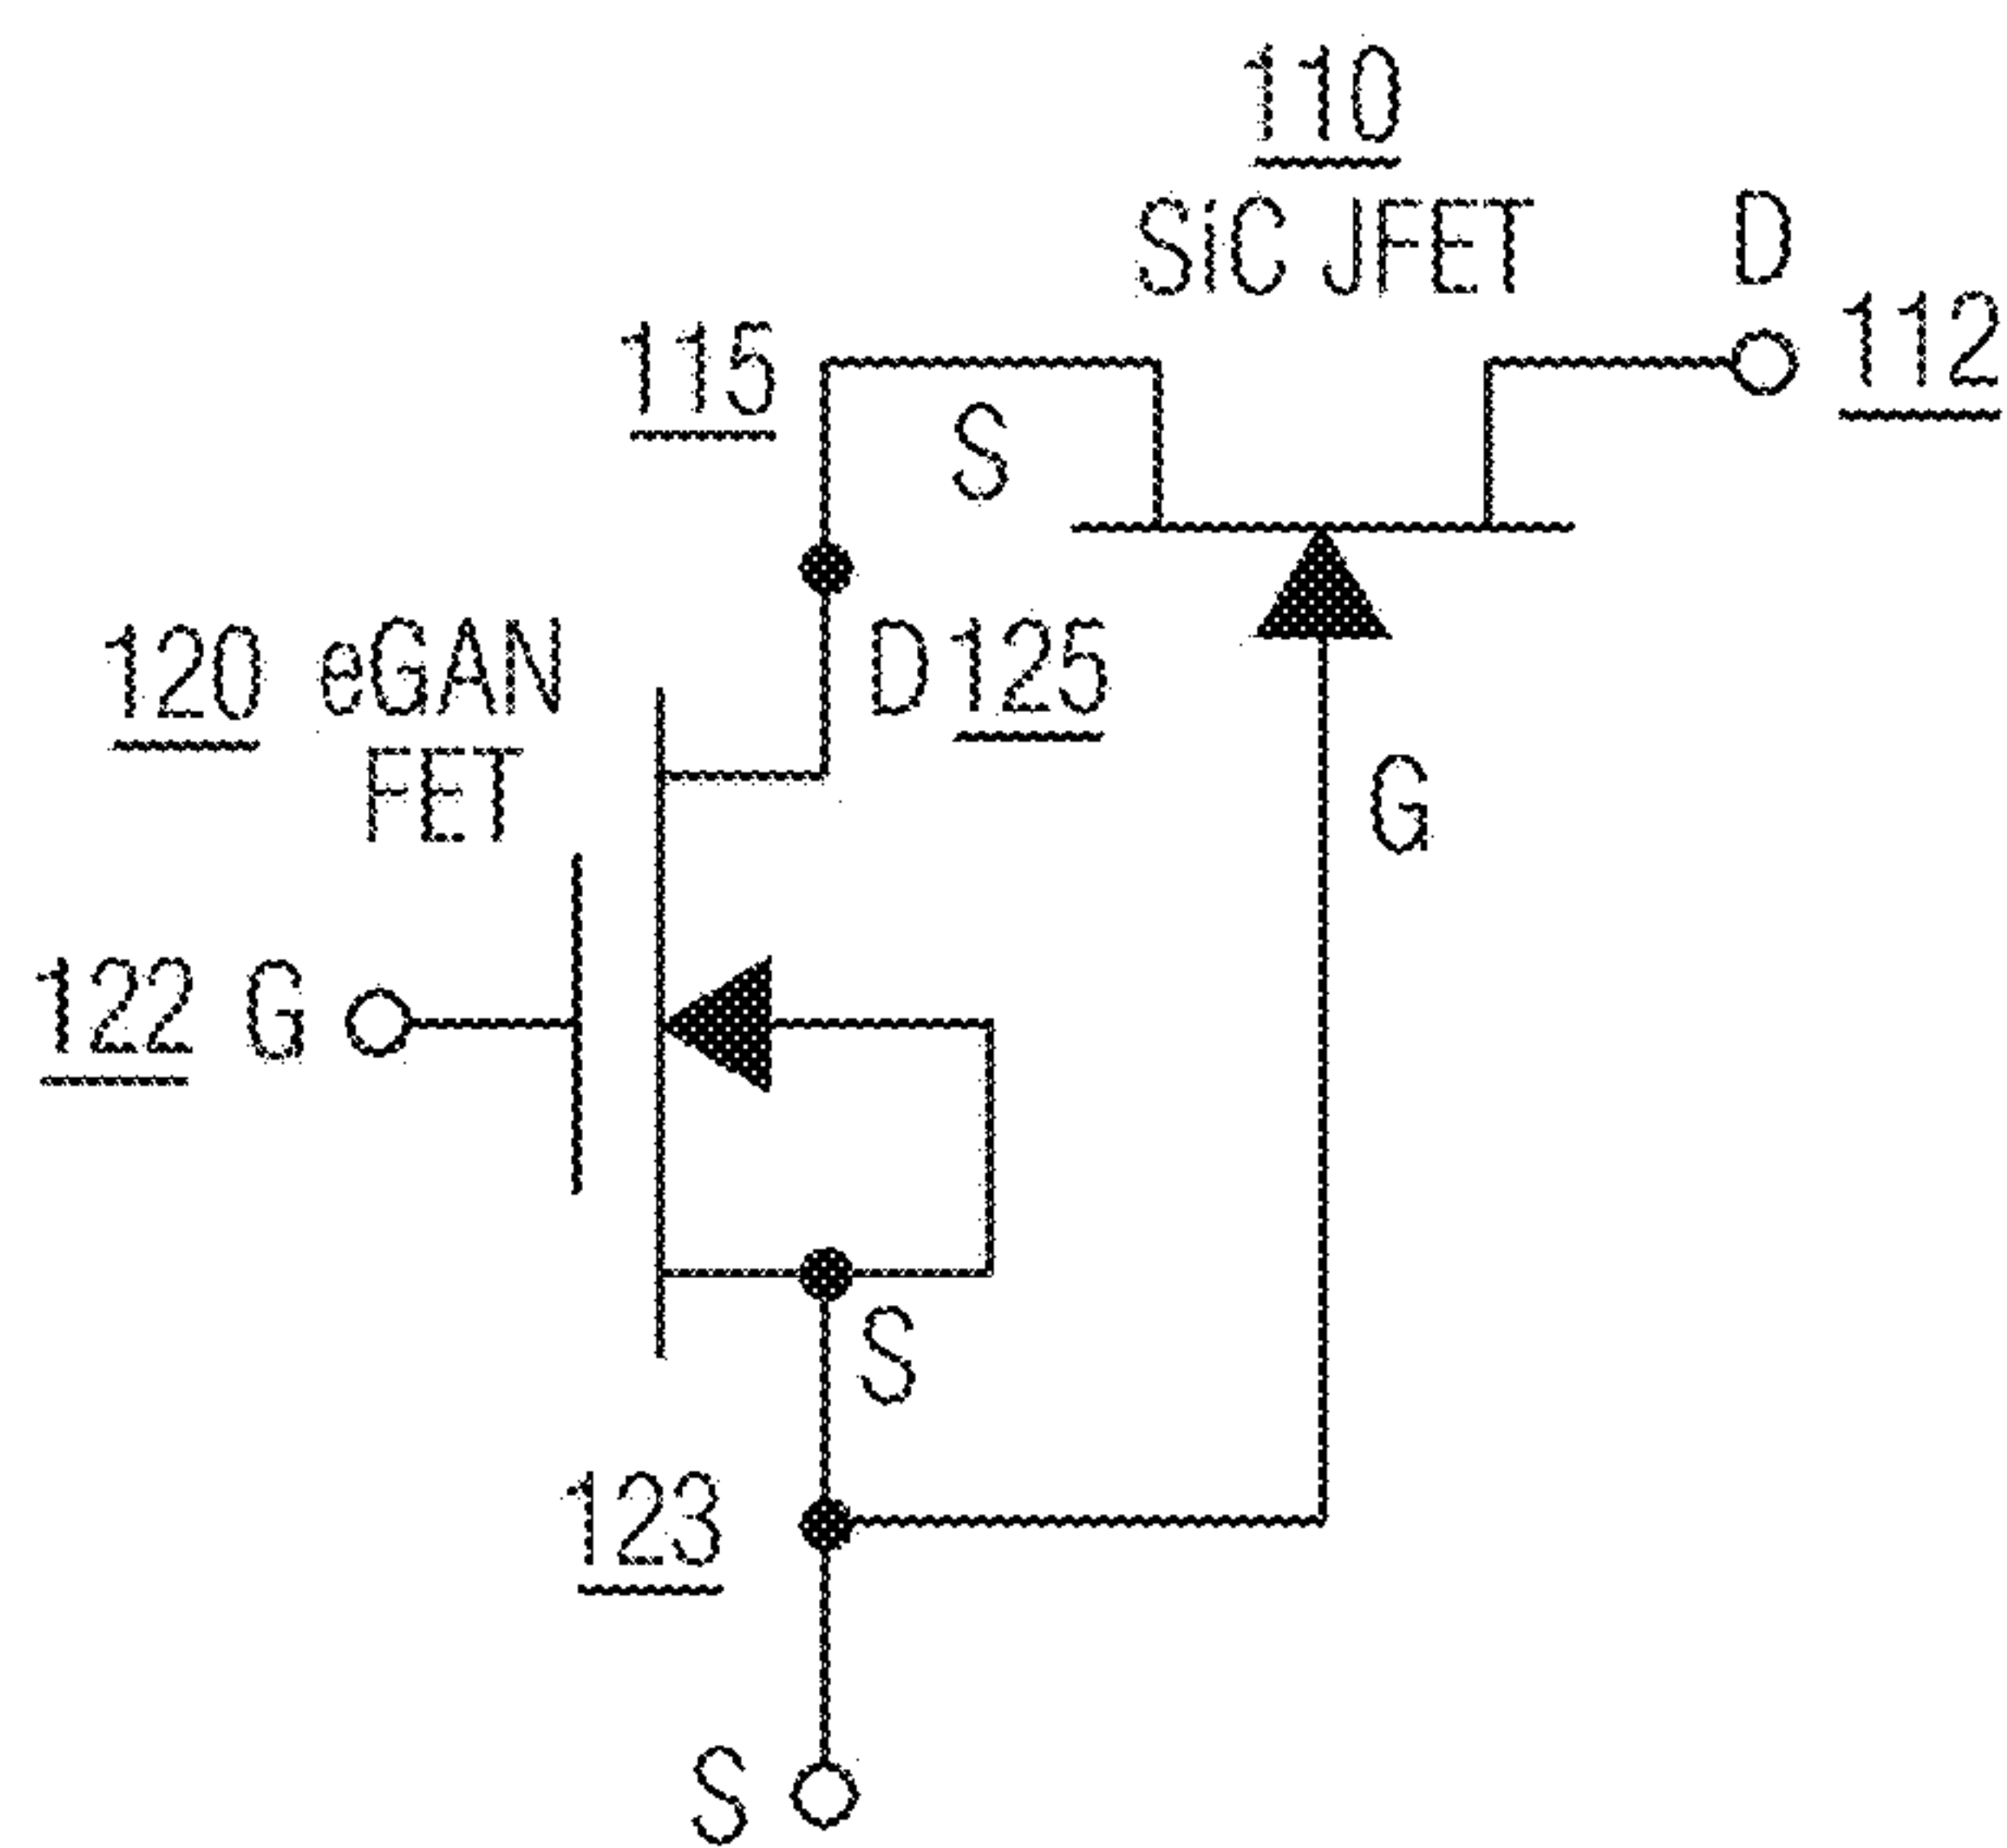 110
SiC JFET
D
112
115
S
120 eGAN
FET
D 125
G
122 G
S
123
S